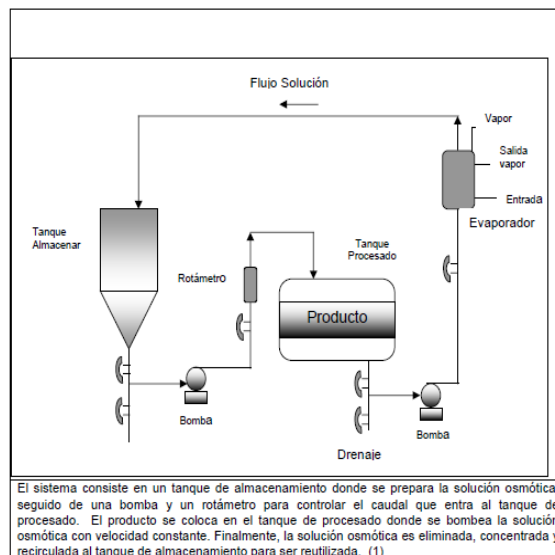 Flujo Solución
Vapor
Salida
vapor
Entrada
Evaporador
Tanque
Almacenar
Rotámetro
Tanque
Procesado
Producto
Bomba
Bomba
Drenaje
El sistema consiste en un tanque de almacenamiento donde se prepara la solución osmótica
seguido de una bomba y un rotámetro para controlar el caudal que entra al tanque de
procesado. El producto se coloca en el tanque de procesado donde se bombea la solución
osmótica con velocidad constante. Finalmente, la solución osmótica es eliminada, concentrada y
recirculada al tanque de almacenamiento para ser reutilizada. (1)